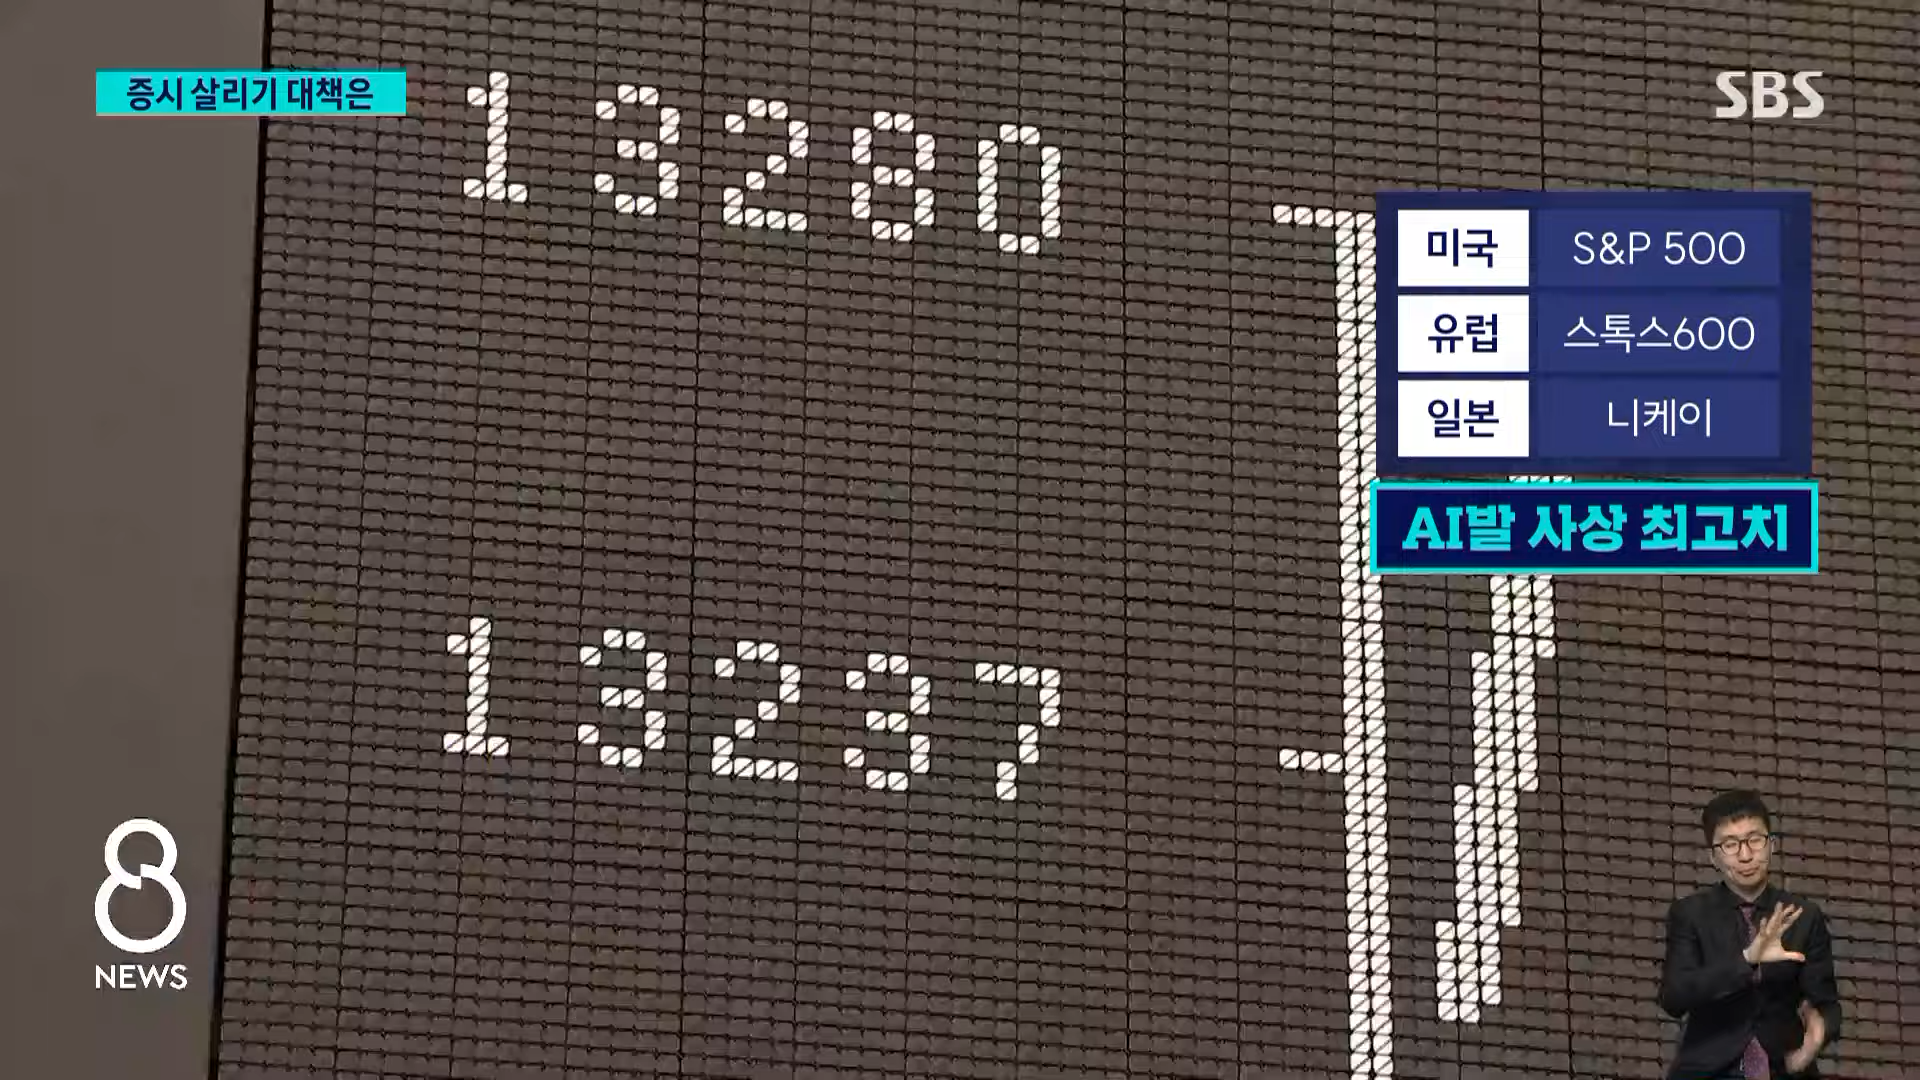 증시 살리기 대책은
SBS
13280
미국 S&P 500
유럽 스톡스600
일본 니케이
AI발 사상 최고치
13237
8
NEWS